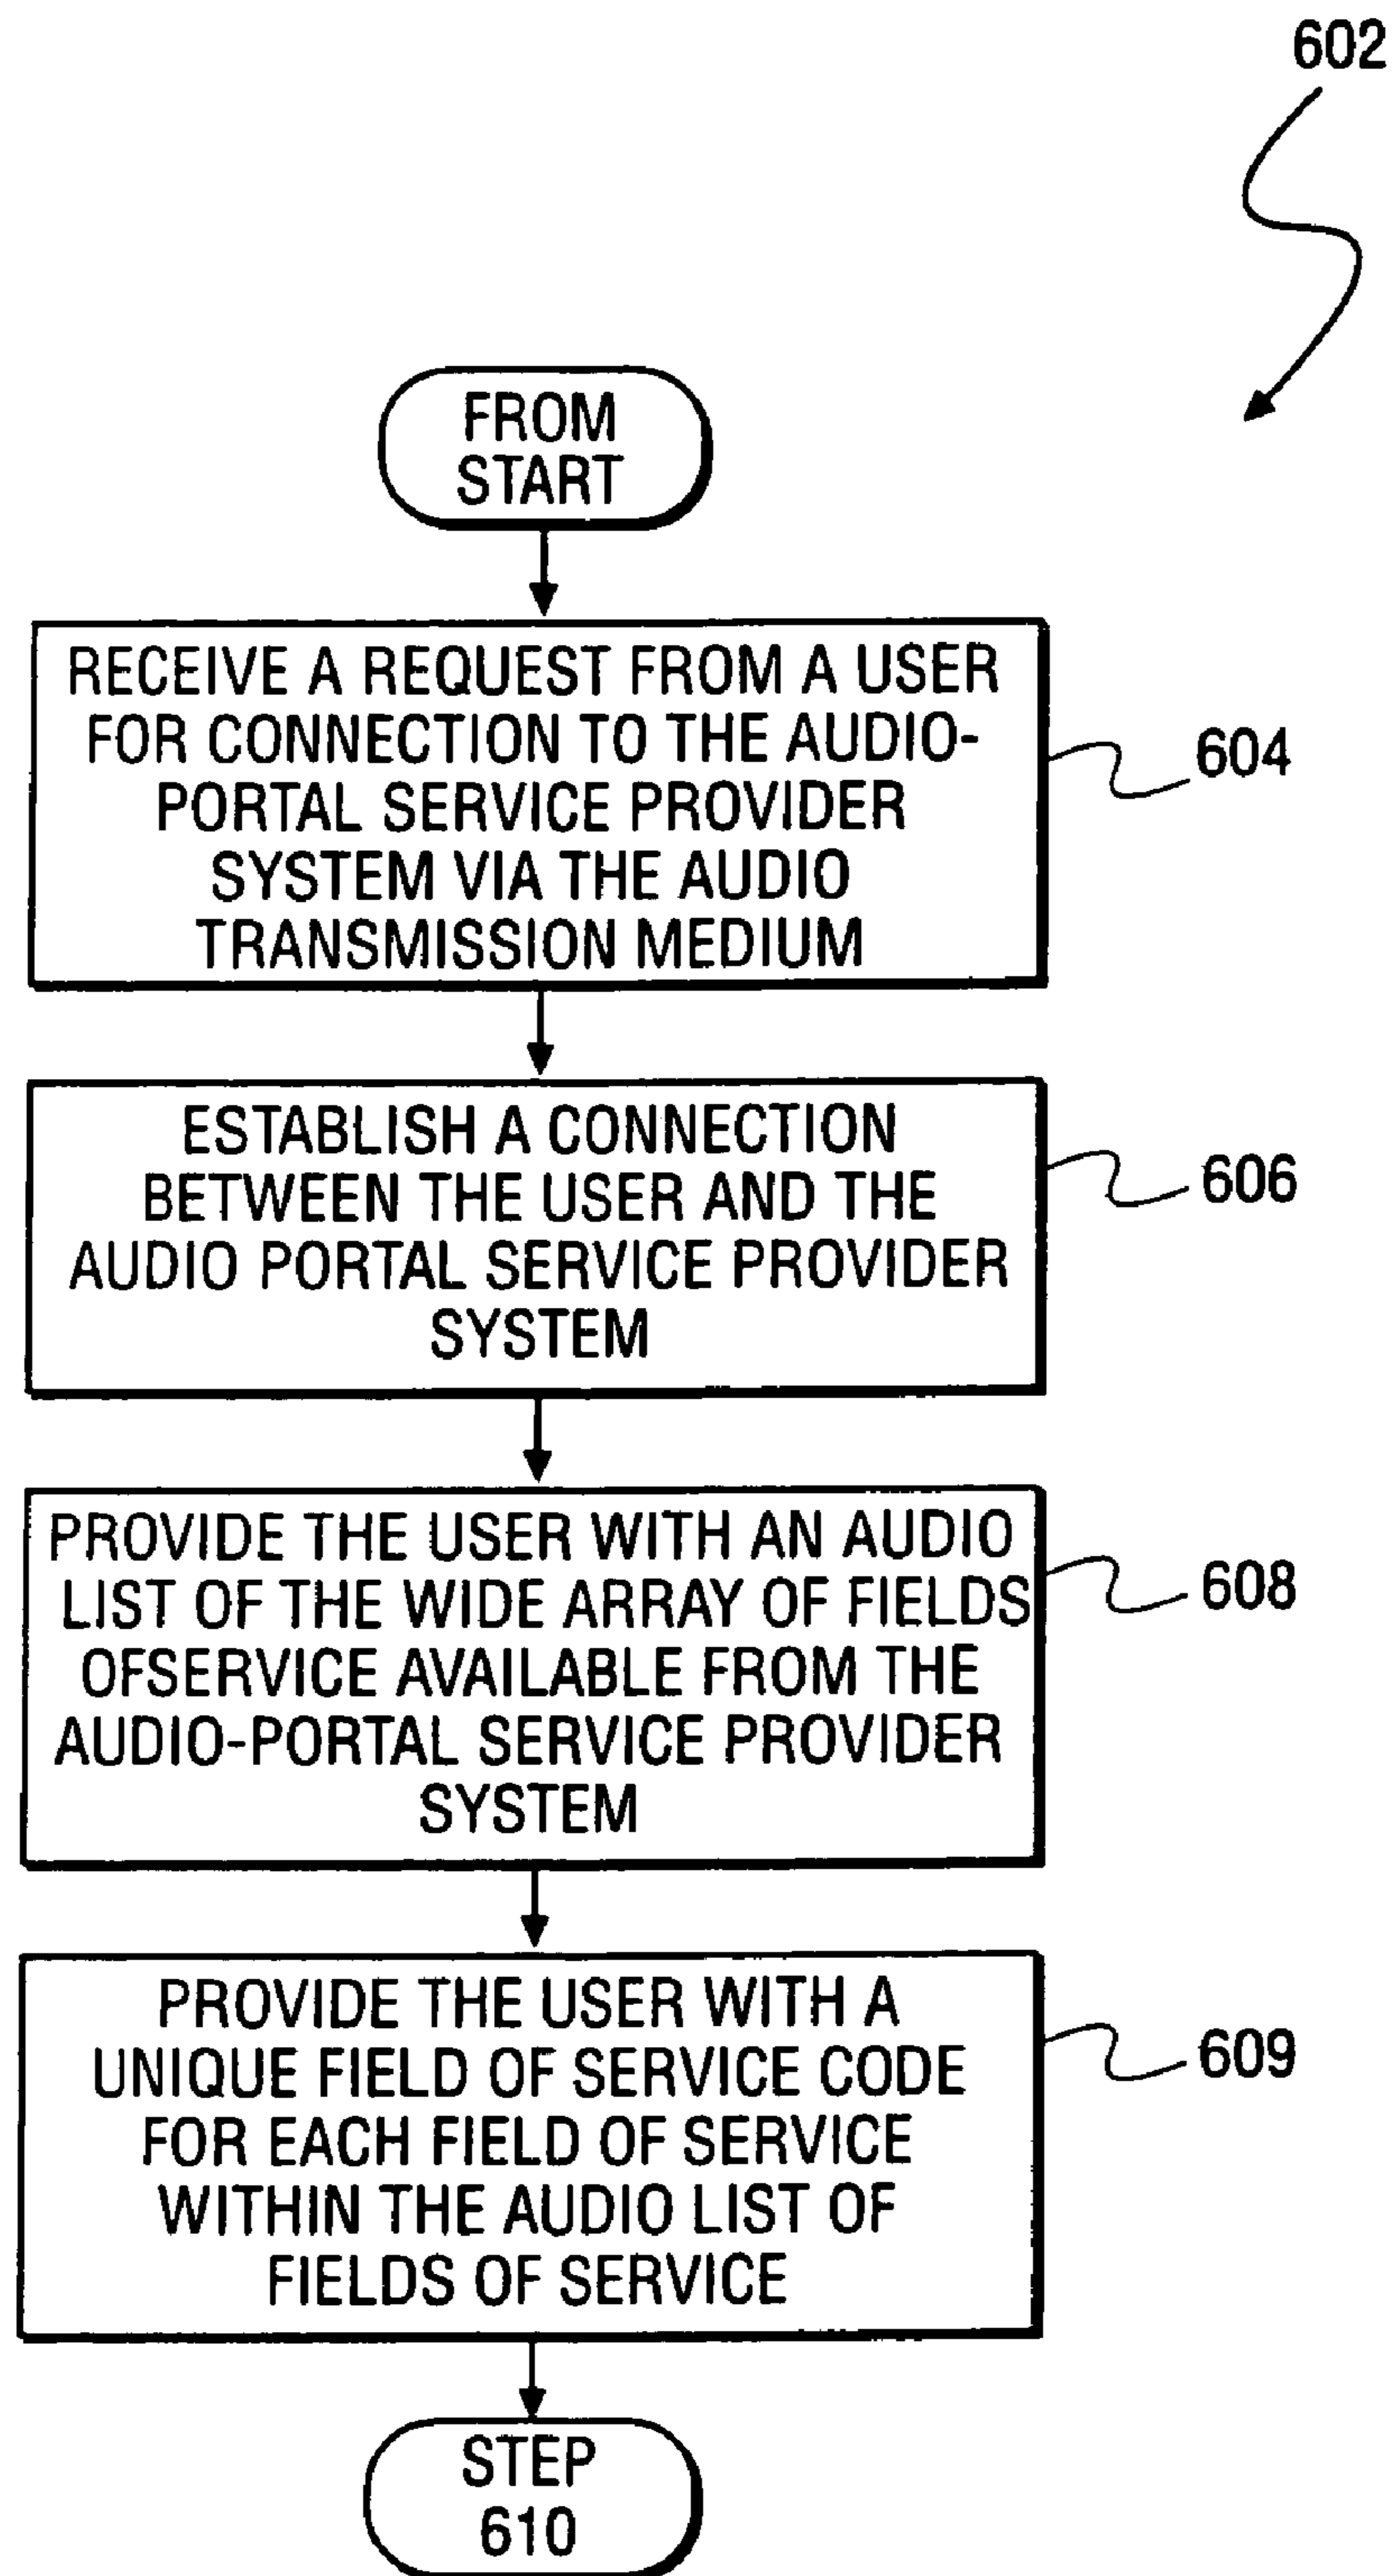 602
FROM
START
RECEIVE A REQUEST FROM A USER
FOR CONNECTION TO THE AUDIO-
PORTAL SERVICE PROVIDER
SYSTEM VIA THE AUDIO
TRANSMISSION MEDIUM
604
ESTABLISH A CONNECTION
BETWEEN THE USER AND THE
AUDIO PORTAL SERVICE PROVIDER
SYSTEM
606
PROVIDE THE USER WITH AN AUDIO
LIST OF THE WIDE ARRAY OF FIELDS
OFSERVICE AVAILABLE FROM THE
AUDIO-PORTAL SERVICE PROVIDER
SYSTEM
608
PROVIDE THE USER WITH A
UNIQUE FIELD OF SERVICE CODE
FOR EACH FIELD OF SERVICE
WITHIN THE AUDIO LIST OF
FIELDS OF SERVICE
609
STEP
610